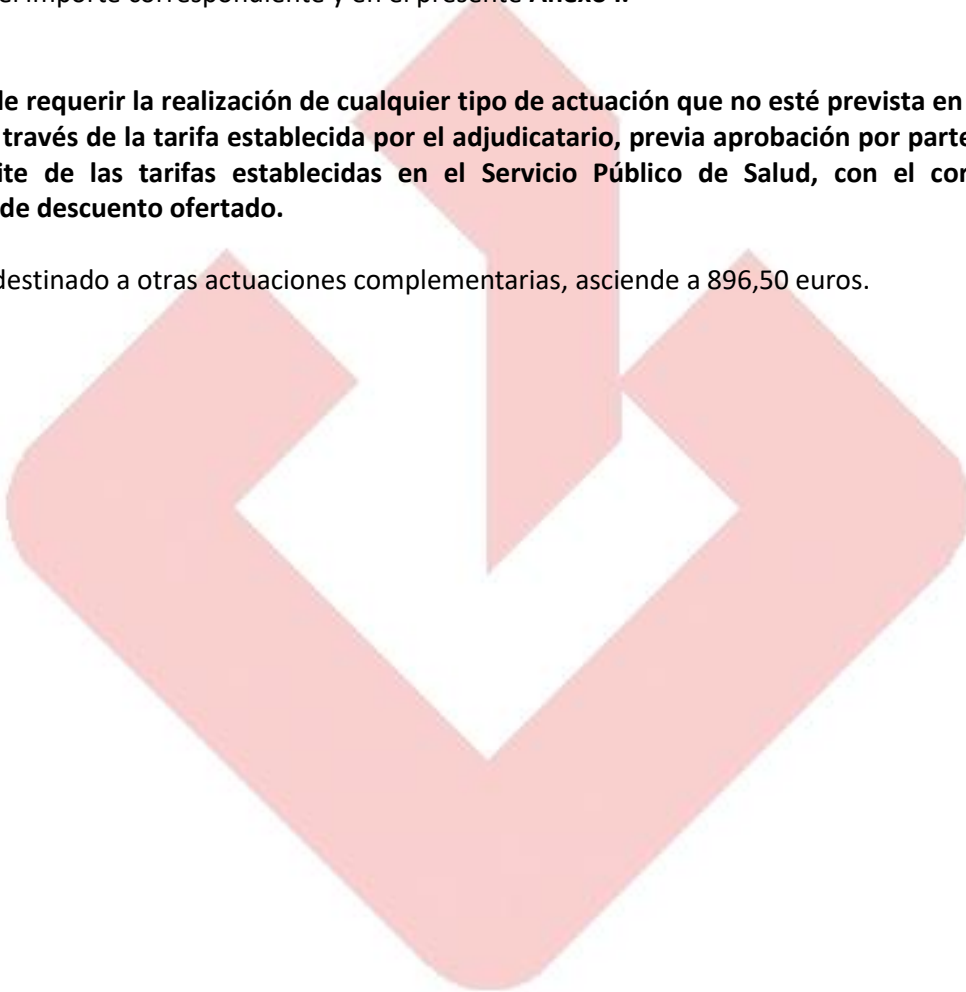 el importe correspondiente y en el presente Anexo I.
de requerir la realización de cualquier tipo de actuación que no esté prevista en
través de la tarifa establecida por el adjudicatario, previa aprobación por parte
ite de las tarifas establecidas en el Servicio Público de Salud, con el cor
de descuento ofertado.
destinado a otras actuaciones complementarias, asciende a 896,50 euros.